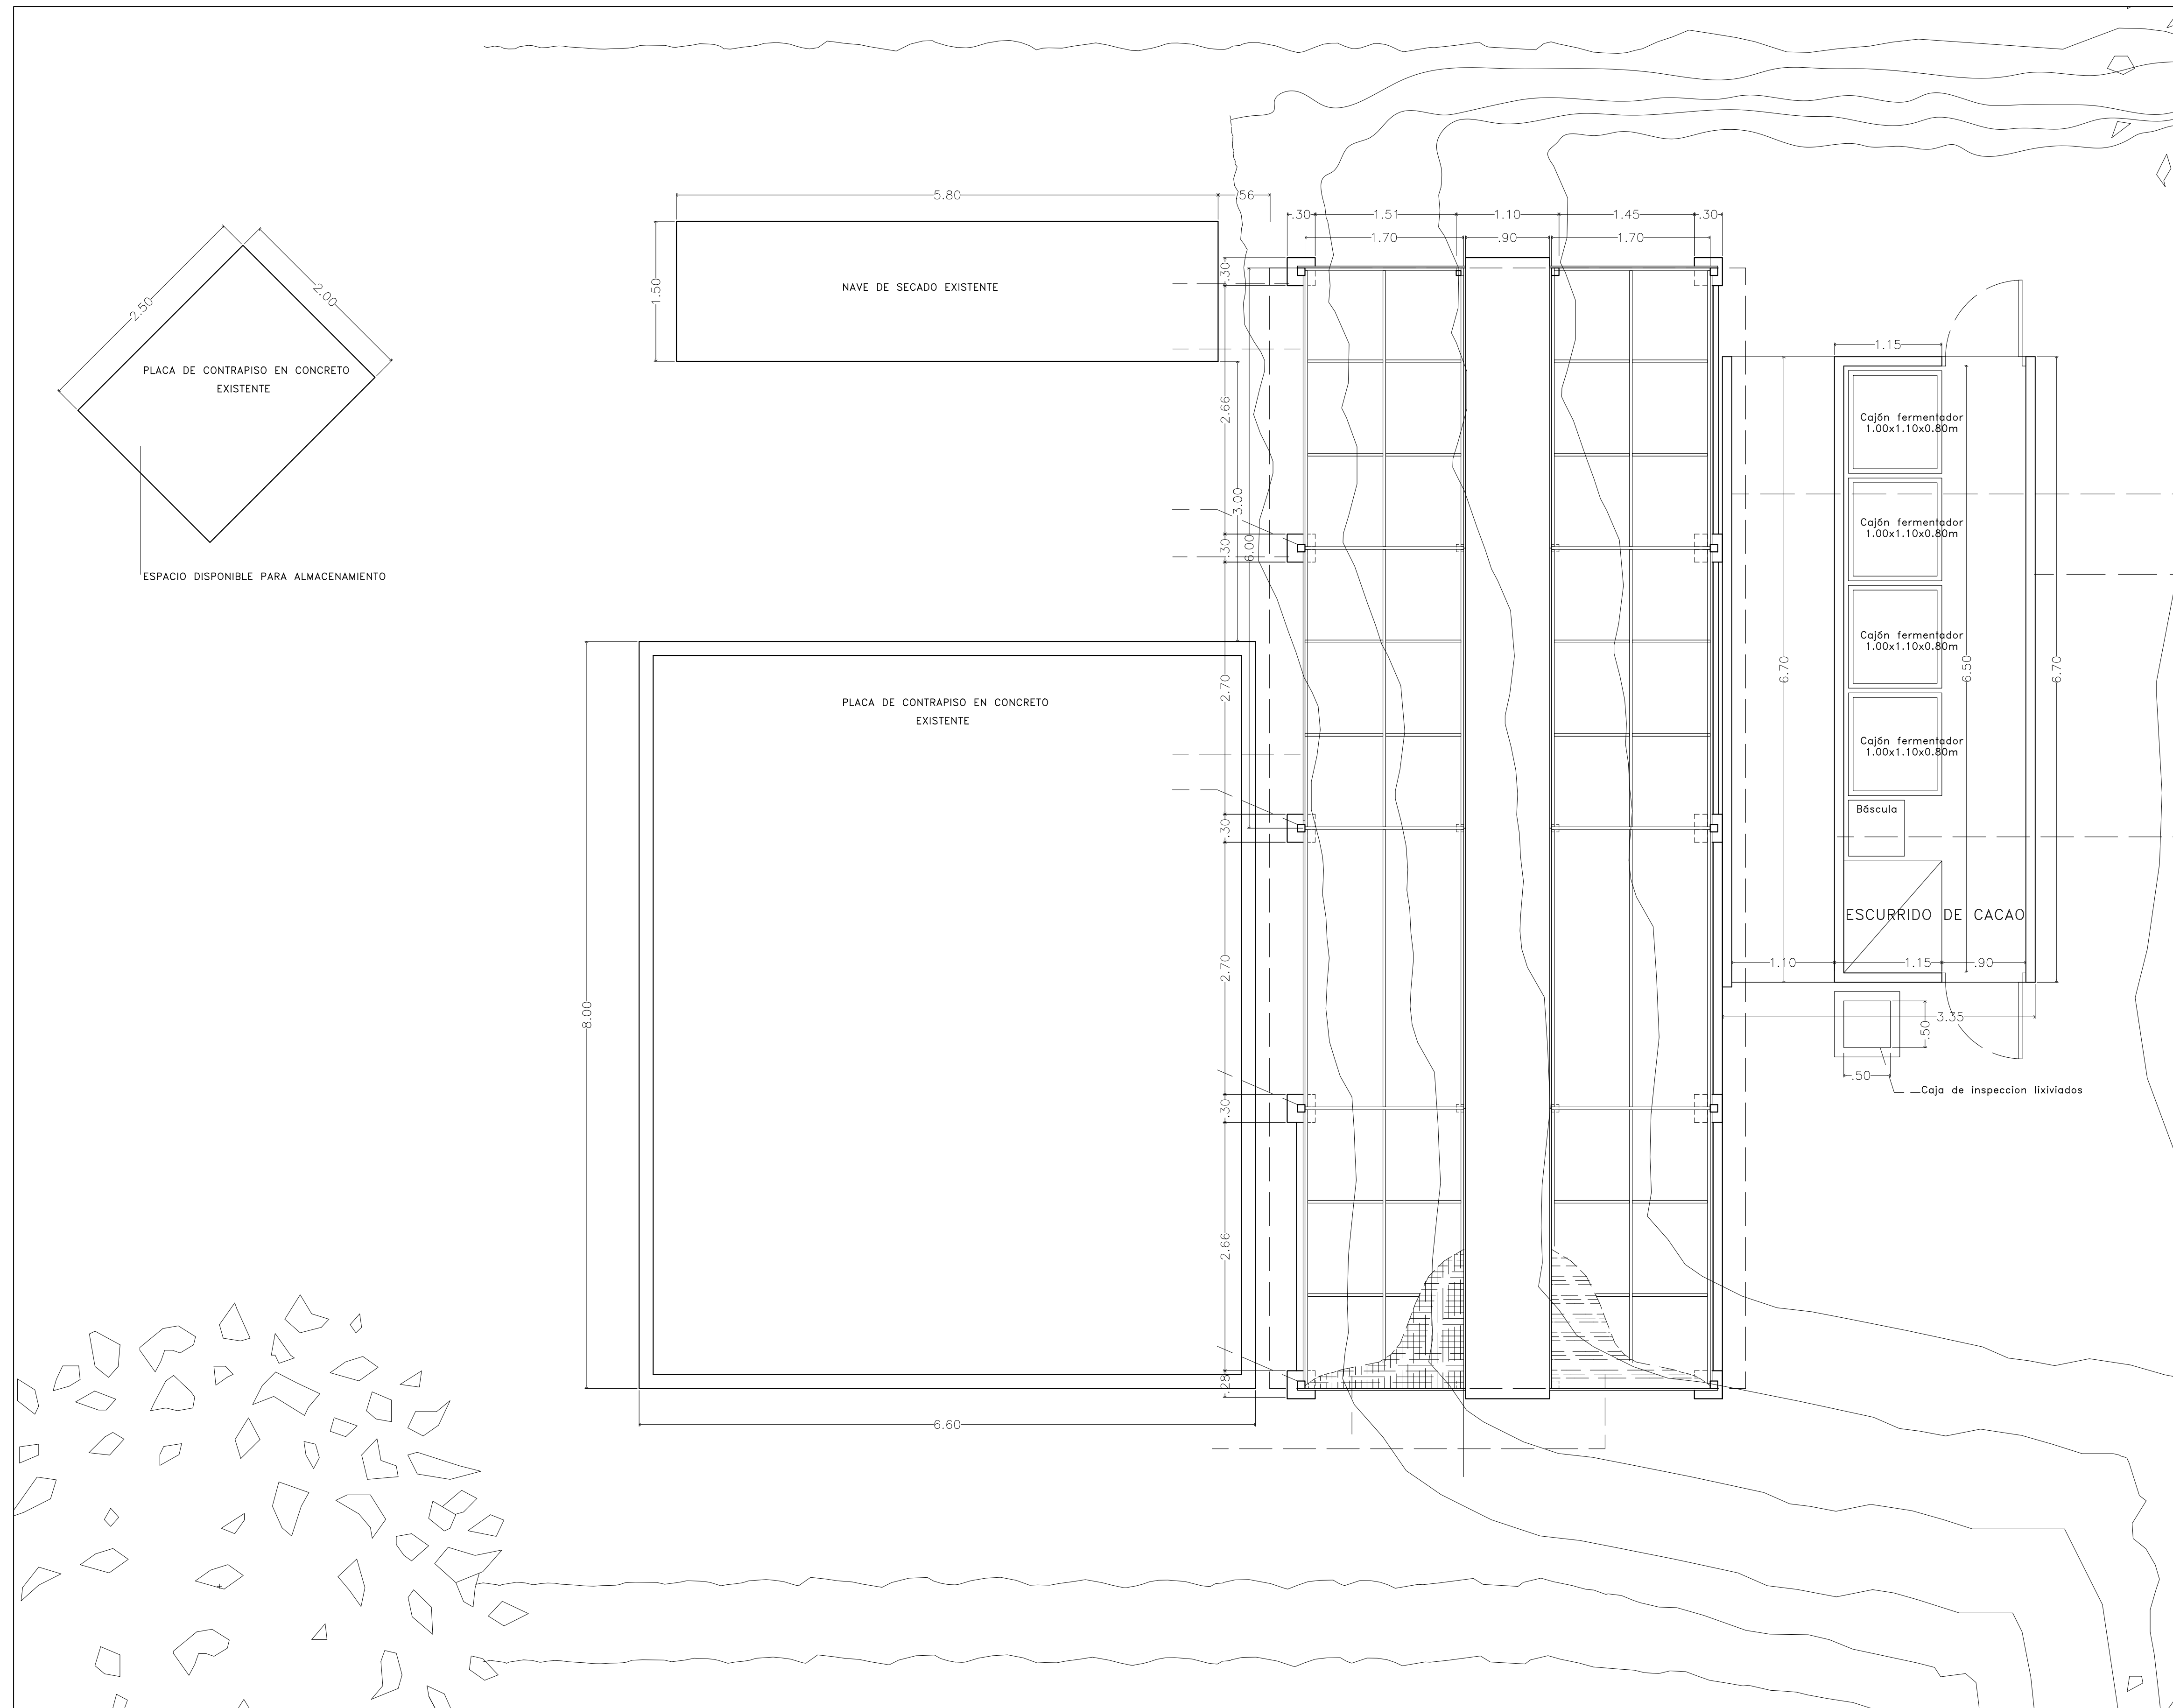 5.80
.56
.30
1.51
1.10
1.45
.30
1.70
.90
1.70
2.50
2.00
1.50
NAVE DE SECADO EXISTENTE
.30
PLACA DE CONTRAPISO EN CONCRETO
EXISTENTE
1.15
2.66
Cajón fermentador
1.00x1.10x0.80m
3.00
Cajón fermentador
1.00x1.10x0.80m
.30
6.00
ESPACIO DISPONIBLE PARA ALMACENAMIENTO
Cajón fermentador
1.00x1.10x0.80m
6.70
6.50
6.70
2.70
PLACA DE CONTRAPISO EN CONCRETO
EXISTENTE
Cajón fermentador
1.00x1.10x0.80m
Báscula
.30
ESCURRIDO DE CACAO
2.70
1.10
1.15
.90
8.00
3.35
.50
.50
Caja de inspeccion lixiviados
.30
2.66
.28
6.60